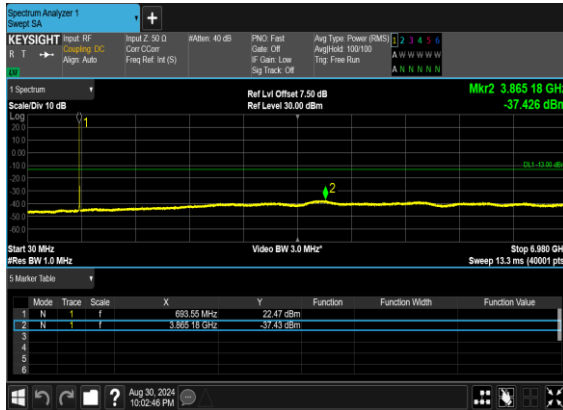 Spectrum Analyzer 1
Swept SA
+
KEYSIGHT Input: RF Input Z: 50 Ω #Atten: 40 dB PNO: Fast Avg Type: Power (RMS) 1 2 3 4 5 6
R T Coupling: DC Corr CCorr Gate: Off Avg|Hold: 100/100 A W W W W W
Align: Auto Freq Ref: Int (S) IF Gain: Low Trig: Free Run
LU Sig Track: Off A N N N N N
1 Spectrum Ref Lvl Offset 7.50 dB Mkr2 3.865 18 GHz
Scale/Div 10 dB Ref Level 30.00 dBm -37.426 dBm
Log
20.0
10.0
0.00
-10.0
-20.0
-30.0
-40.0
-50.0
-60.0
1
DL1 -13.00 dBm
2
Start 30 MHz Video BW 3.0 MHz* Stop 6.980 GHz
#Res BW 1.0 MHz Sweep 13.3 ms (40001 pts)
5 Marker Table
Mode Trace Scale X Y Function Function Width Function Value
1 N 1 f 693.55 MHz 22.47 dBm
2 N 1 f 3.865 18 GHz -37.43 dBm
3
4
5
6
? Aug 30, 2024
10:02:46 PM